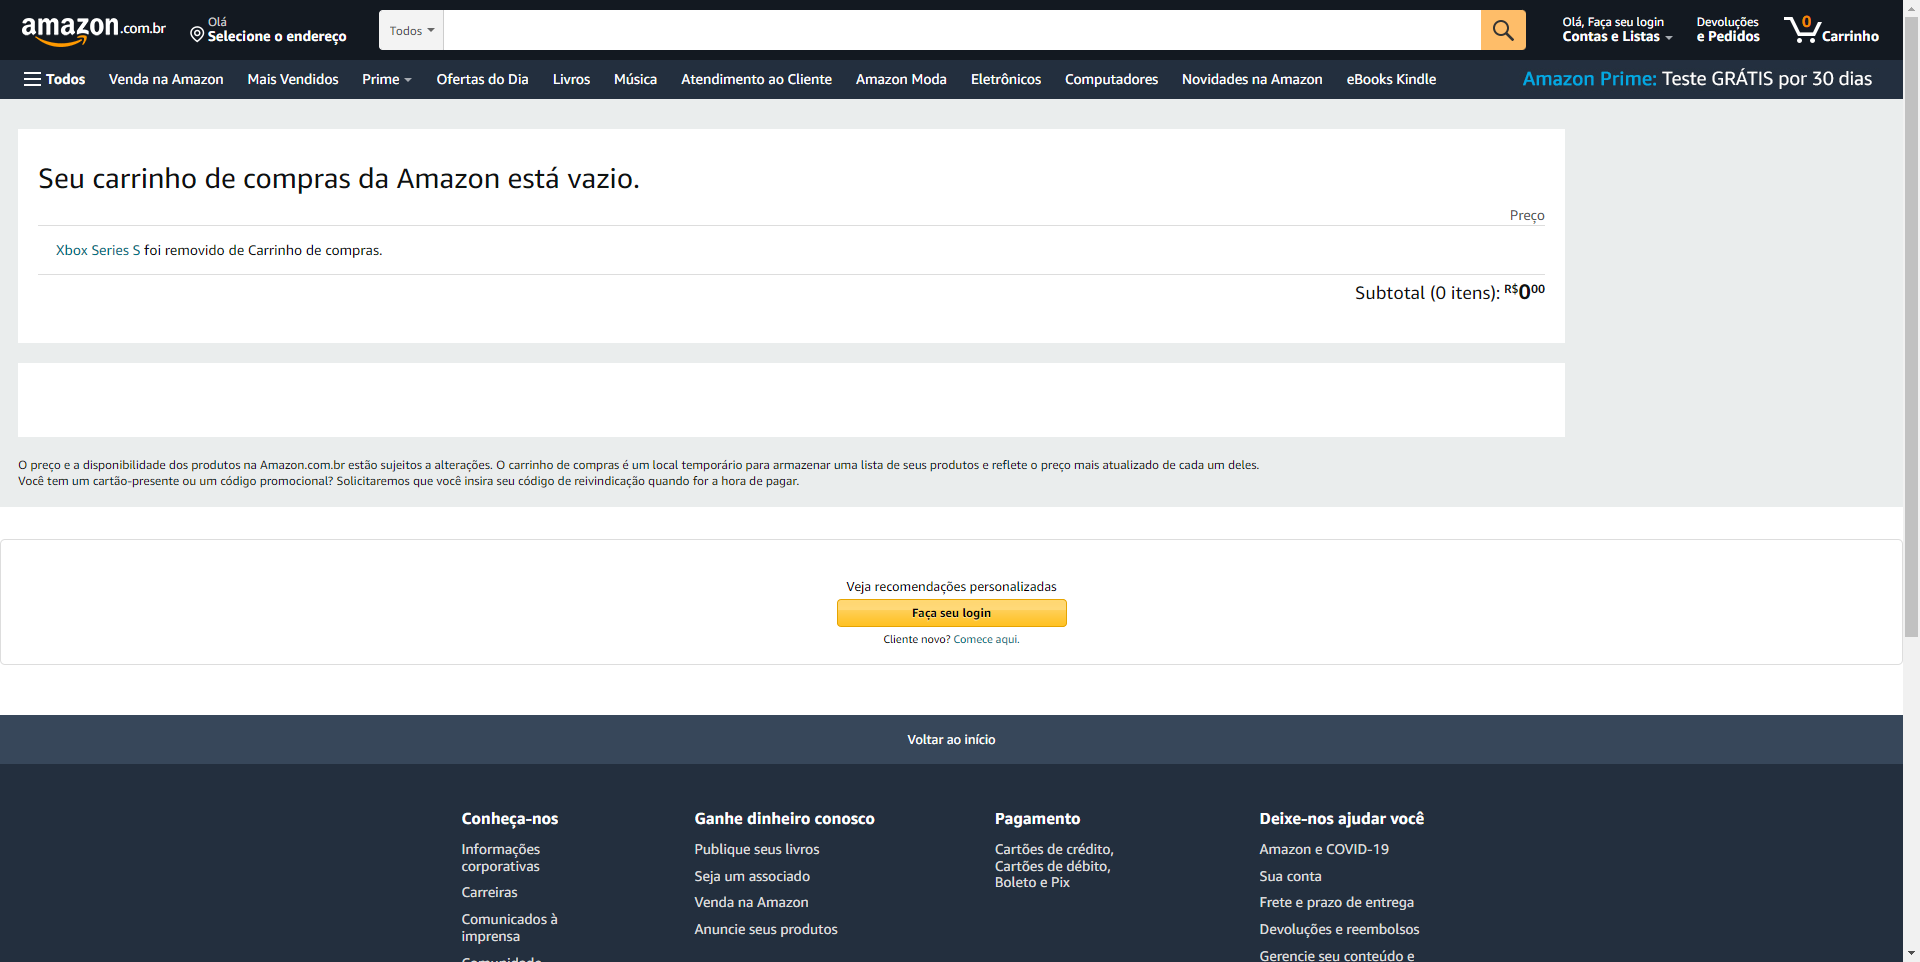 amazon.com.br
Olá
Selecione o endereço
Todos
Olá, Faça seu login
Contas e Listas
Devoluções
e Pedidos
0
Carrinho
Todos
Venda na Amazon
Mais Vendidos
Prime
Ofertas do Dia
Livros
Música
Atendimento ao Cliente
Amazon Moda
Eletrônicos
Computadores
Novidades na Amazon
eBooks Kindle
Amazon Prime: Teste GRÁTIS por 30 dias
Seu carrinho de compras da Amazon está vazio.
Preço
Xbox Series S foi removido de Carrinho de compras.
Subtotal (0 itens): R$000
O preço e a disponibilidade dos produtos na Amazon.com.br estão sujeitos a alterações. O carrinho de compras é um local temporário para armazenar uma lista de seus produtos e reflete o preço mais atualizado de cada um deles.
Você tem um cartão-presente ou um código promocional? Solicitaremos que você insira seu código de reivindicação quando for a hora de pagar.
Veja recomendações personalizadas
Faça seu login
Cliente novo? Comece aqui.
Voltar ao início
Conheça-nos
Informações
corporativas
Carreiras
Comunicados à
imprensa
Comunidade
Ganhe dinheiro conosco
Publique seus livros
Seja um associado
Venda na Amazon
Anuncie seus produtos
Pagamento
Cartões de crédito,
Cartões de débito,
Boleto e Pix
Deixe-nos ajudar você
Amazon e COVID-19
Sua conta
Frete e prazo de entrega
Devoluções e reembolsos
Gerencie seu conteúdo e